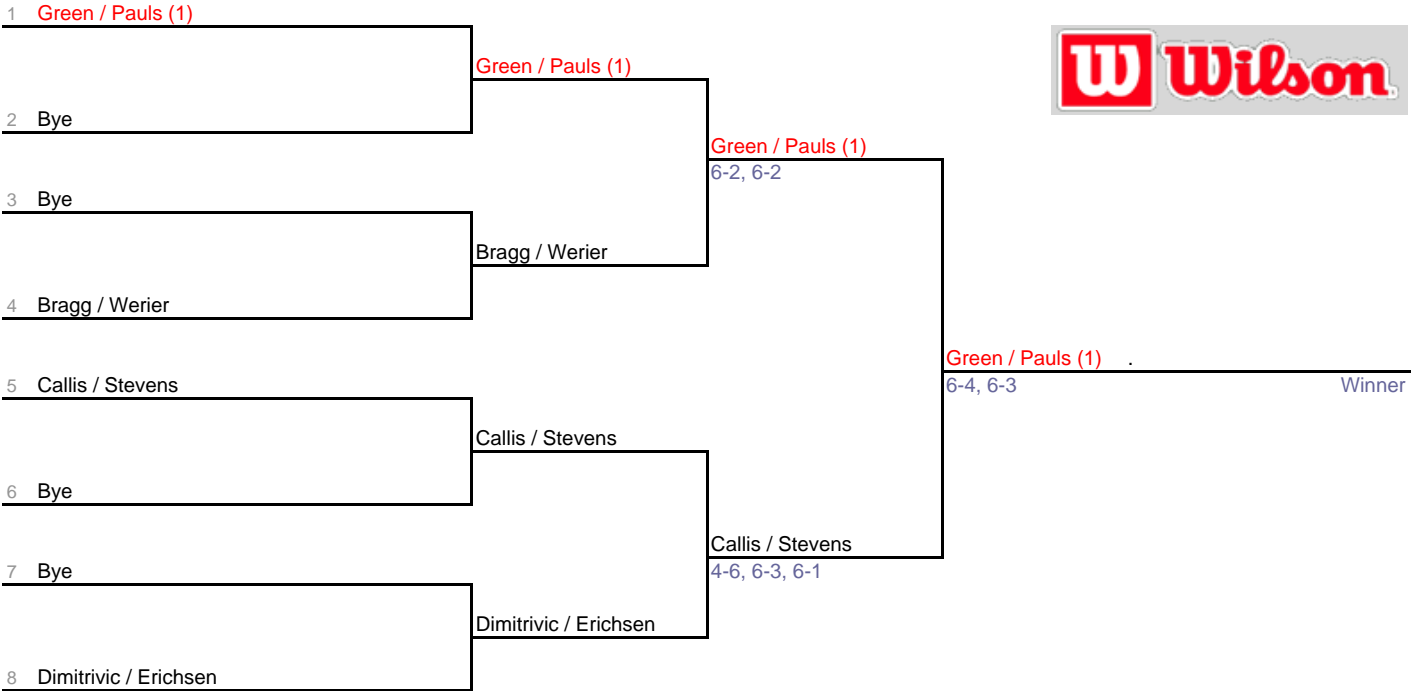 1 Green / Pauls (1)
W Wilson
Green / Pauls (1)
2 Bye
Green / Pauls (1)
6-2, 6-2
3 Bye
Bragg / Werier
4 Bragg / Werier
Green / Pauls (1) .
5 Callis / Stevens
6-4, 6-3 Winner
Callis / Stevens
6 Bye
Callis / Stevens
7 Bye
4-6, 6-3, 6-1
Dimitrivic / Erichsen
8 Dimitrivic / Erichsen